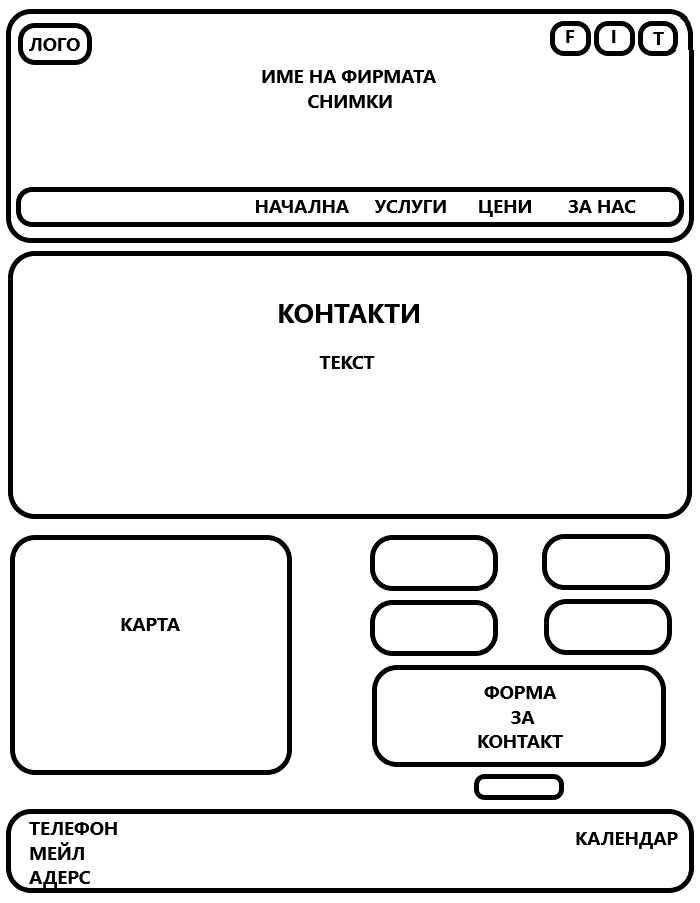 ЛОГО
F I T
ИМЕ НА ФИРМАТА
СНИМКИ
НАЧАЛНА УСЛУГИ ЦЕНИ ЗА НАС
КОНТАКТИ
ТЕКСТ
КАРТА
ФОРМА
ЗА
КОНТАКТ
ТЕЛЕФОН
МЕЙЛ
АДЕРС
КАЛЕНДАР